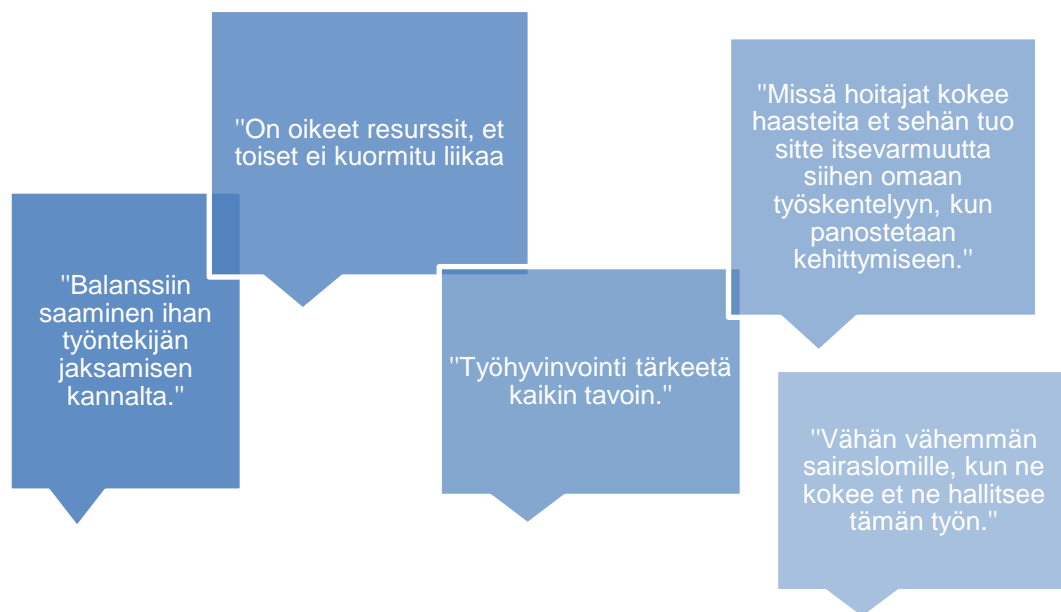 "Balanssiin
saaminen ihan
työntekijän
jaksamisen
kannalta."
"On oikeet resurssit, et
toiset ei kuormitu liikaa
"Työhyvinvointi tärkeetä
kaikin tavoin."
"Missä hoitajat kokee
haasteita et sehän tuo
sitte itsevarmuutta
siihen omaan
työskentelyyn, kun
panostetaan
kehittymiseen."
"Vähän vähemmän
sairaslomille, kun ne
kokee et ne hallitsee
tämän työn."